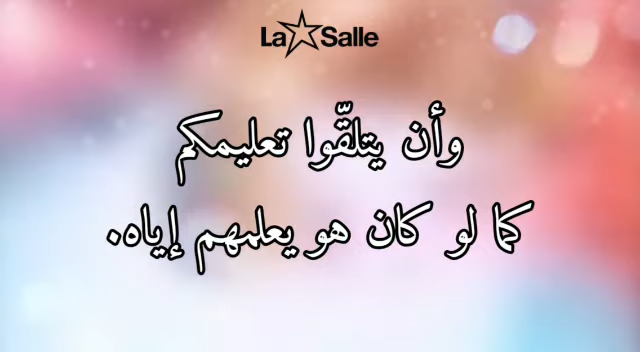 La Salle
وأن يتلقّوا تعليمكم
كما لو كان هو يعلمهم إياه.